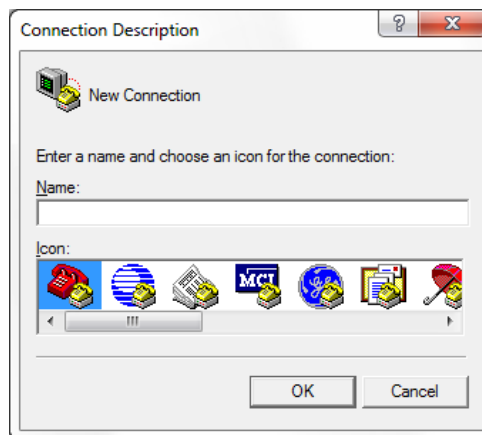 Connection Description
?
New Connection
Enter a name and choose an icon for the connection:
Name:
Icon:
MCI
OK
Cancel